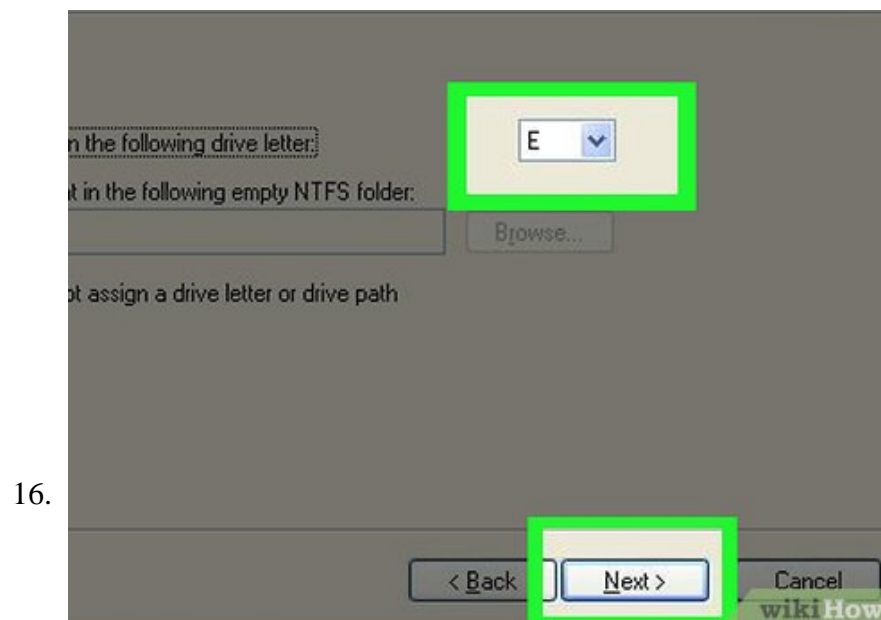 n the following drive letter:
E
t in the following empty NTFS folder:
Browse...
ot assign a drive letter or drive path
16.
< Back
Next >
Cancel
wikiHow